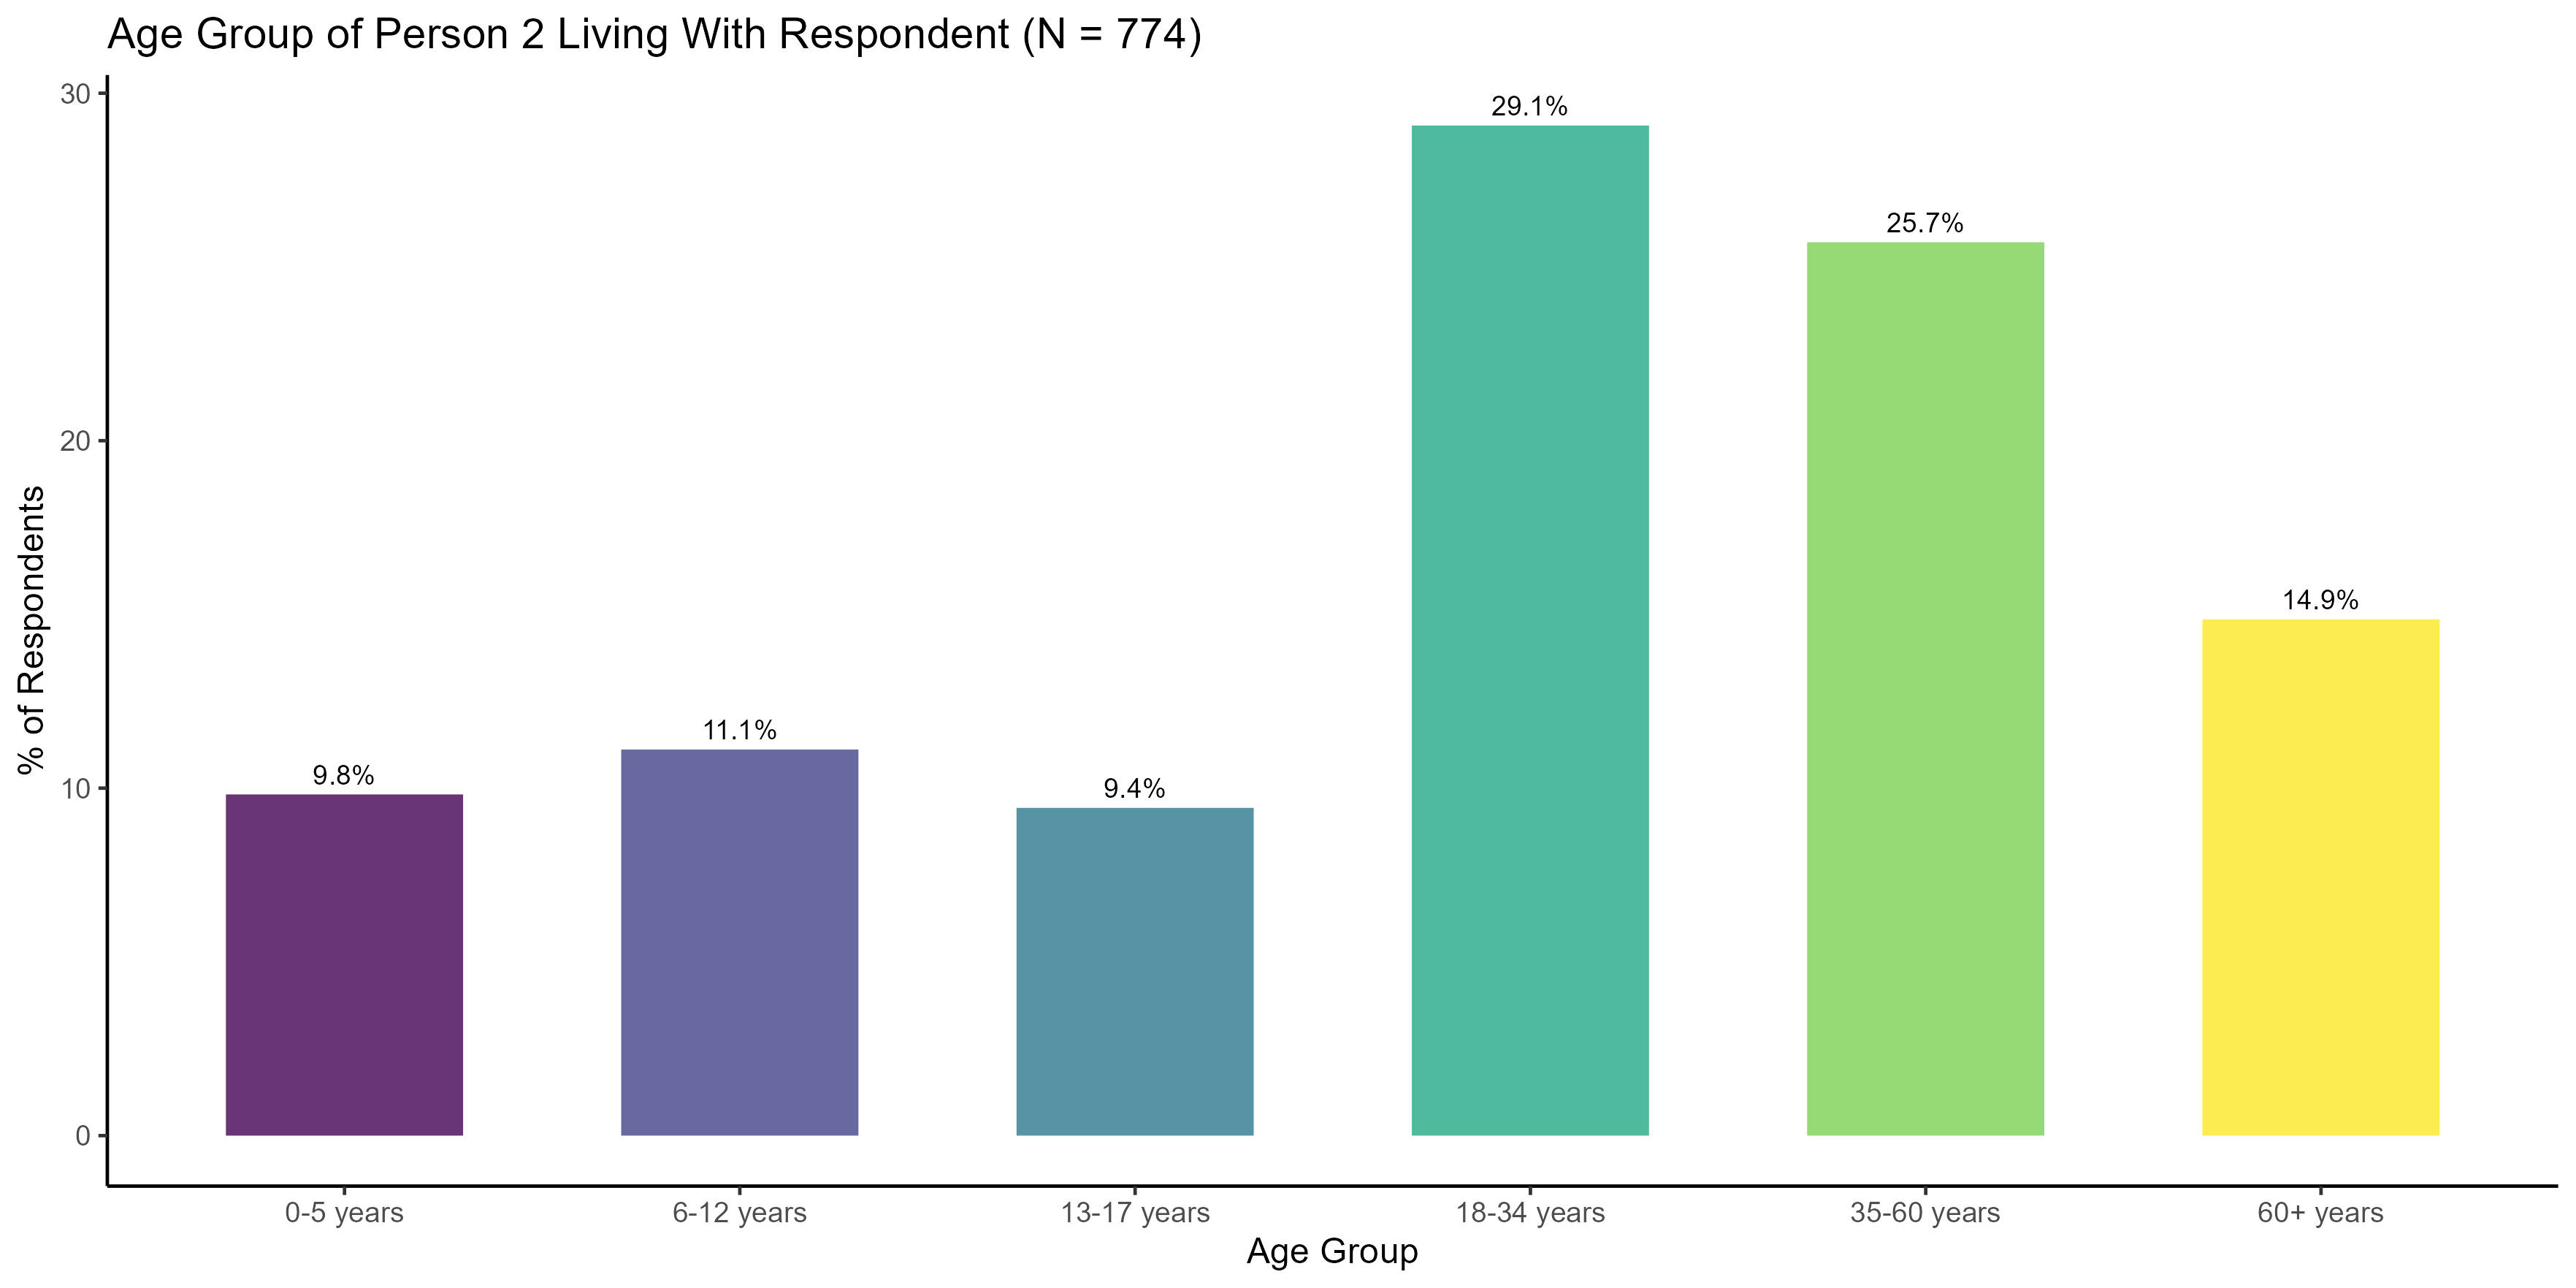 Age Group of Person 2 Living With Respondent (N = 774)
% of Respondents
30
20
10
0
9.8%
11.1%
9.4%
29.1%
25.7%
14.9%
0-5 years
6-12 years
13-17 years
18-34 years
35-60 years
60+ years
Age Group